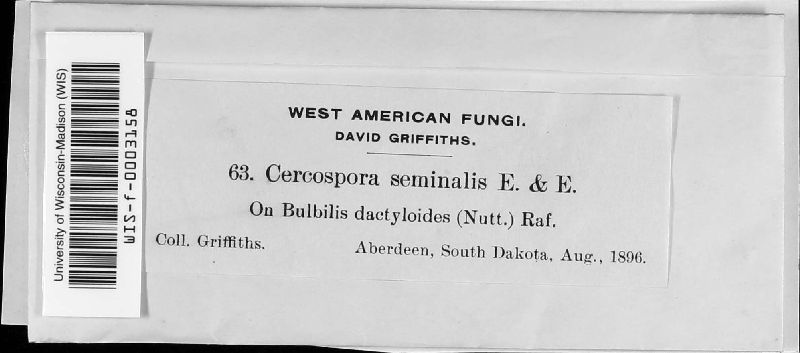 University of Wisconsin-Madison (WIS)
WIS-f-0003158
WEST AMERICAN FUNGI.
DAVID GRIFFITHS.
63. Cercospora seminalis E. & E.
On Bulbilis dactyloides (Nutt.) Raf.
Coll. Griffiths. Aberdeen, South Dakota, Aug., 1896.